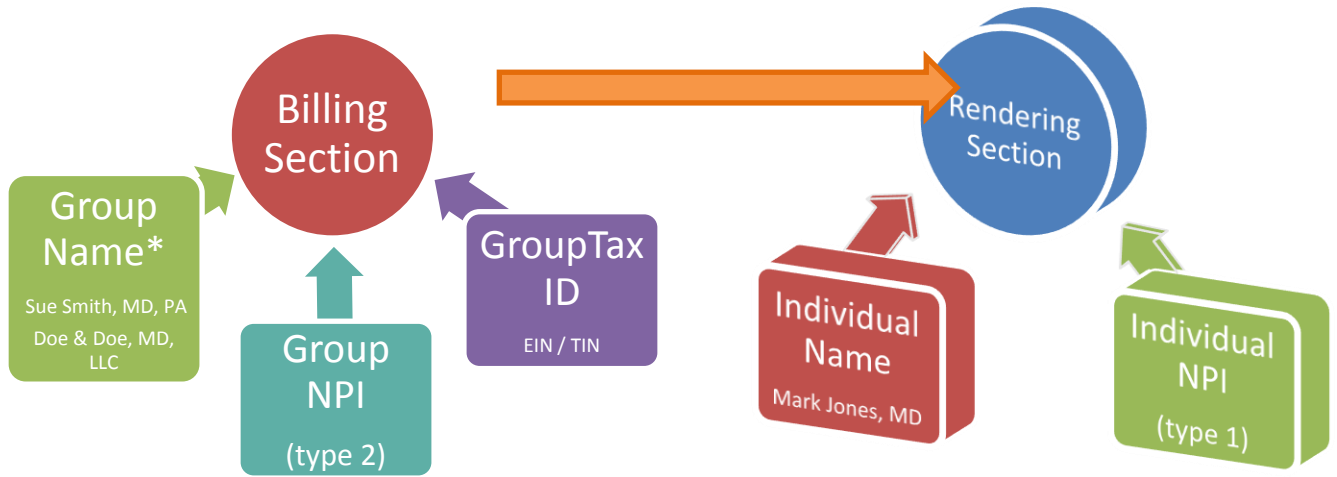 Billing
Section
Rendering
Section
Group
Name*
Sue Smith, MD, PA
Doe & Doe, MD,
LLC
Group
NPI
(type 2)
GroupTax
ID
EIN / TIN
Individual
Name
Mark Jones, MD
Individual
NPI
(type 1)